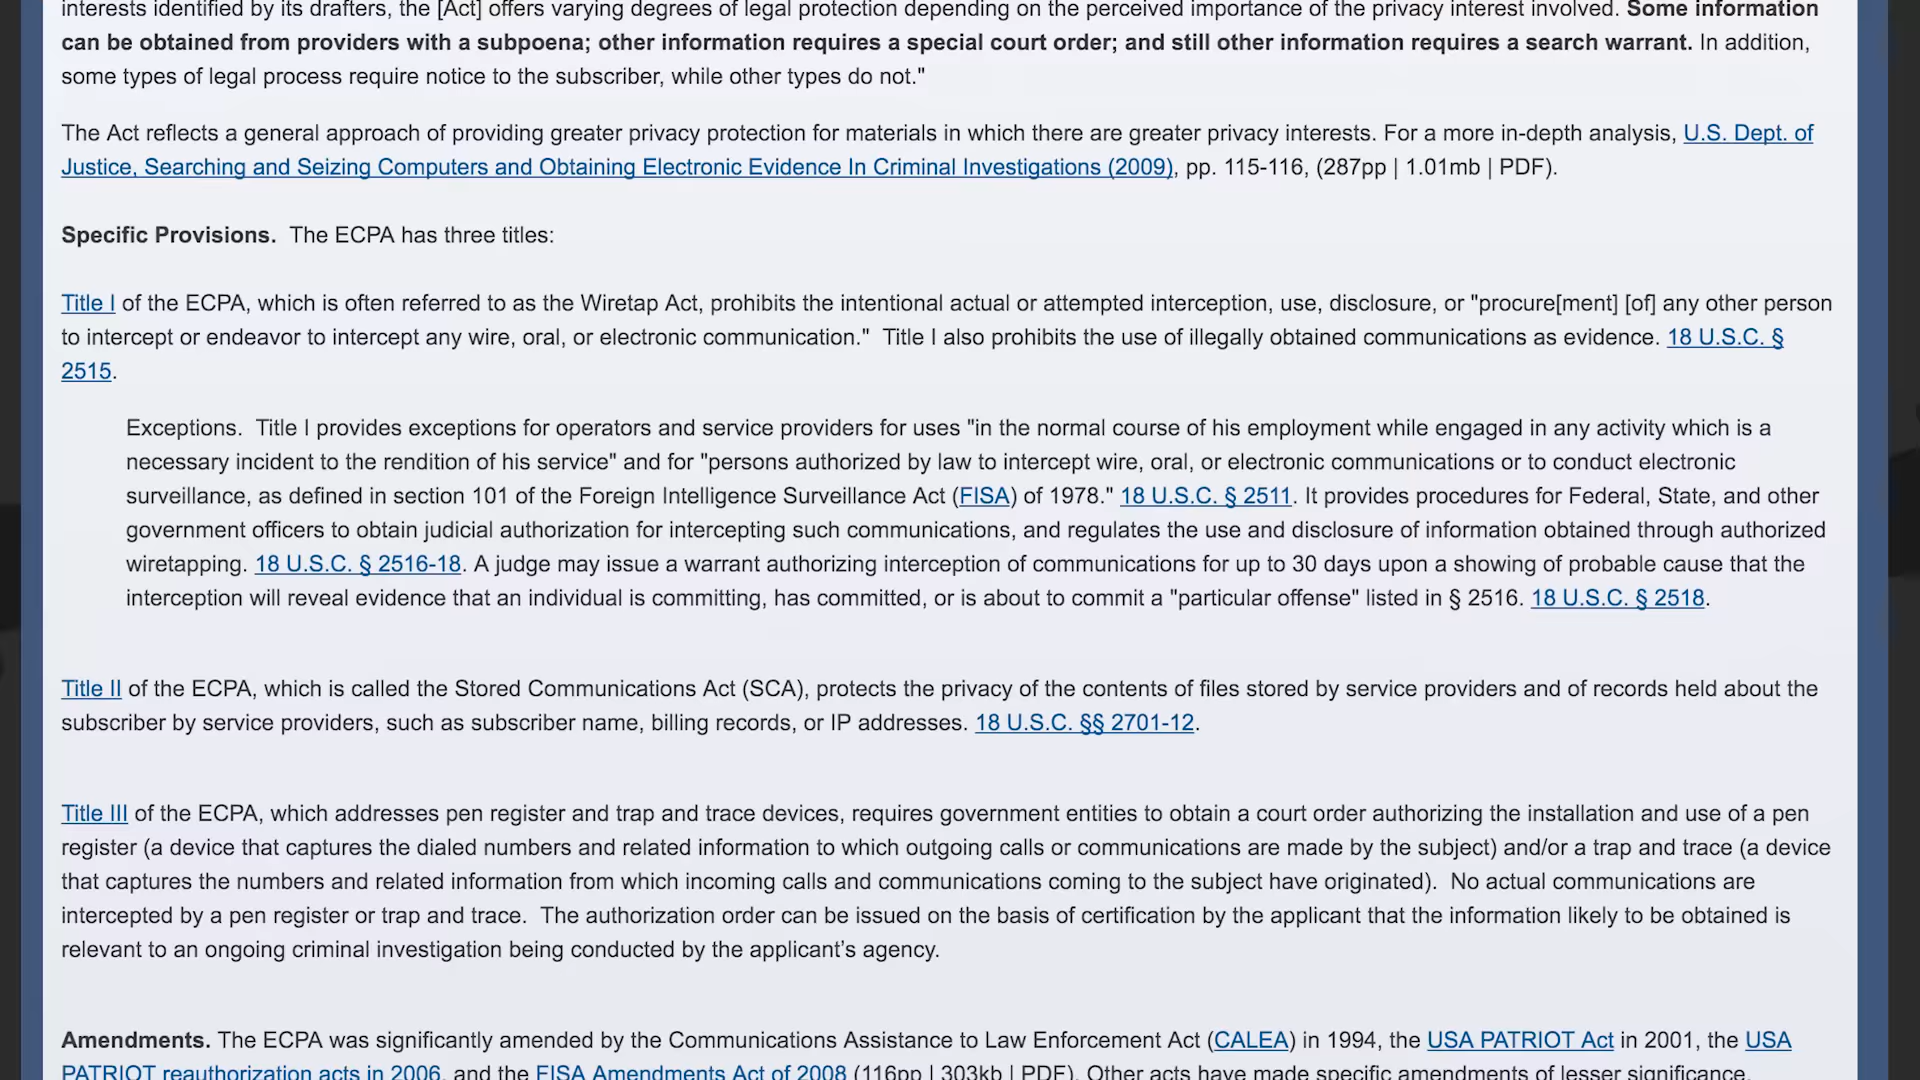 interests identified by its drafters, the [Act] offers varying degrees of legal protection depending on the perceived importance of the privacy interest involved. Some information
can be obtained from providers with a subpoena; other information requires a special court order; and still other information requires a search warrant. In addition,
some types of legal process require notice to the subscriber, while other types do not."
The Act reflects a general approach of providing greater privacy protection for materials in which there are greater privacy interests. For a more in-depth analysis, U.S. Dept. of
Justice, Searching and Seizing Computers and Obtaining Electronic Evidence In Criminal Investigations (2009), pp. 115-116, (287pp | 1.01mb | PDF).
Specific Provisions. The ECPA has three titles:
Title I of the ECPA, which is often referred to as the Wiretap Act, prohibits the intentional actual or attempted interception, use, disclosure, or "procure[ment] [of] any other person
to intercept or endeavor to intercept any wire, oral, or electronic communication." Title I also prohibits the use of illegally obtained communications as evidence. 18 U.S.C. §
2515.
Exceptions. Title I provides exceptions for operators and service providers for uses "in the normal course of his employment while engaged in any activity which is a
necessary incident to the rendition of his service" and for "persons authorized by law to intercept wire, oral, or electronic communications or to conduct electronic
surveillance, as defined in section 101 of the Foreign Intelligence Surveillance Act (FISA) of 1978." 18 U.S.C. § 2511. It provides procedures for Federal, State, and other
government officers to obtain judicial authorization for intercepting such communications, and regulates the use and disclosure of information obtained through authorized
wiretapping. 18 U.S.C. § 2516-18. A judge may issue a warrant authorizing interception of communications for up to 30 days upon a showing of probable cause that the
interception will reveal evidence that an individual is committing, has committed, or is about to commit a "particular offense" listed in § 2516. 18 U.S.C. § 2518.
Title II of the ECPA, which is called the Stored Communications Act (SCA), protects the privacy of the contents of files stored by service providers and of records held about the
subscriber by service providers, such as subscriber name, billing records, or IP addresses. 18 U.S.C. §§ 2701-12.
Title III of the ECPA, which addresses pen register and trap and trace devices, requires government entities to obtain a court order authorizing the installation and use of a pen
register (a device that captures the dialed numbers and related information to which outgoing calls or communications are made by the subject) and/or a trap and trace (a device
that captures the numbers and related information from which incoming calls and communications coming to the subject have originated). No actual communications are
intercepted by a pen register or trap and trace. The authorization order can be issued on the basis of certification by the applicant that the information likely to be obtained is
relevant to an ongoing criminal investigation being conducted by the applicant's agency.
Amendments. The ECPA was significantly amended by the Communications Assistance to Law Enforcement Act (CALEA) in 1994, the USA PATRIOT Act in 2001, the USA
PATRIOT reauthorization acts in 2006, and the FISA Amendments Act of 2008 (116pp | 303kb | PDF). Other acts have made specific amendments of lesser significance.